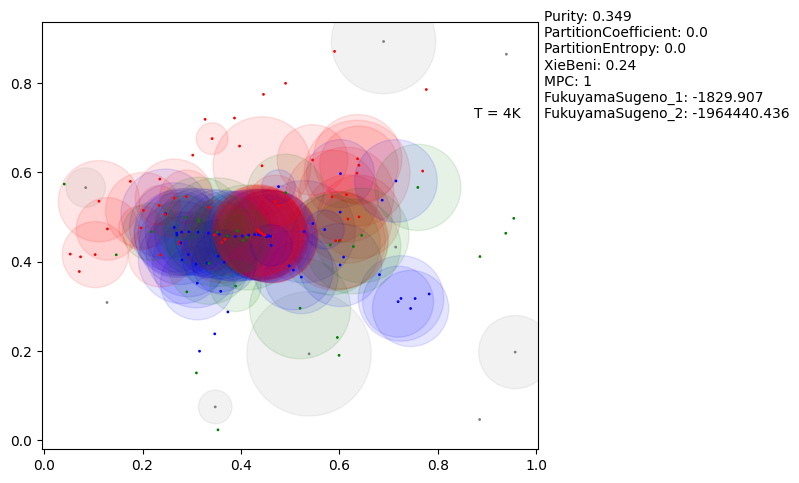 Purity: 0.349
PartitionCoefficient: 0.0
PartitionEntropy: 0.0
XieBeni: 0.24
MPC: 1
FukuyamaSugeno_1: -1829.907
FukuyamaSugeno_2: -1964440.436
T = 4K
0.8
0.6
0.4
0.2
0.0
0.0 0.2 0.4 0.6 0.8 1.0